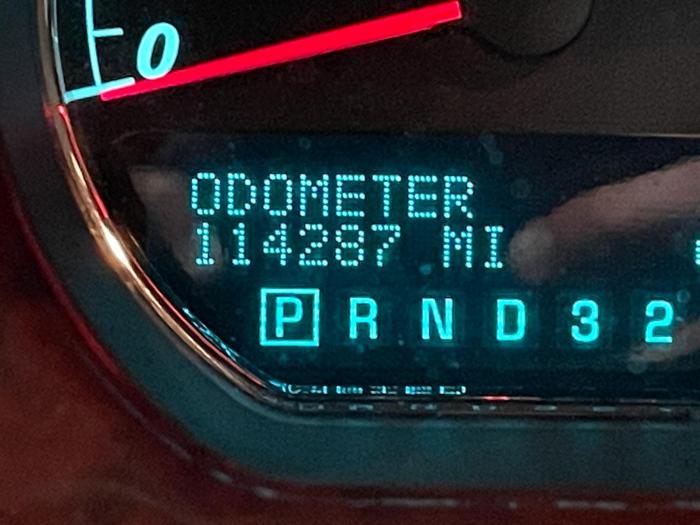 0
ODOMETER
114287 MI
P R N D 3 2